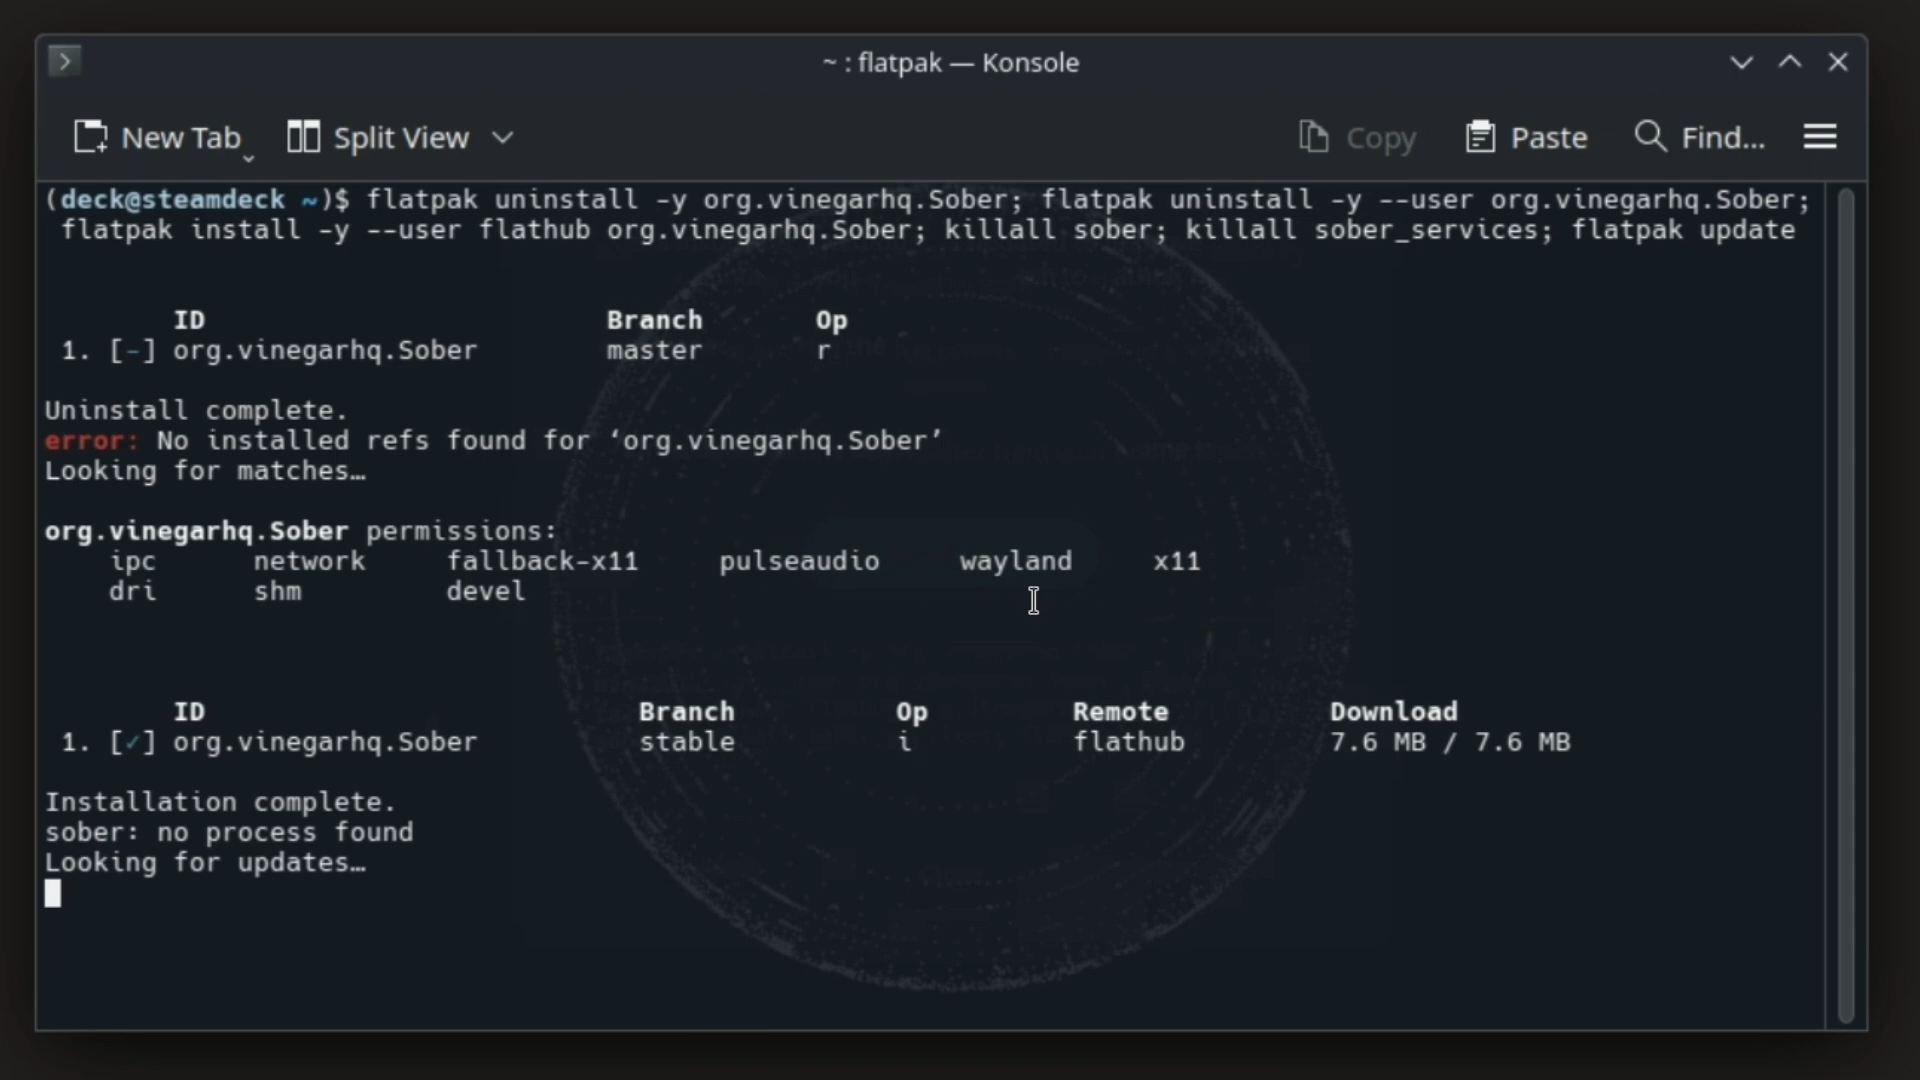 ~ : flatpak — Konsole
New Tab Split View Copy Paste Find...
(deck@steamdeck ~)$ flatpak uninstall -y org.vinegarhq.Sober; flatpak uninstall -y --user org.vinegarhq.Sober;
flatpak install -y --user flathub org.vinegarhq.Sober; killall sober; killall sober_services; flatpak update
ID Branch Op
1. [-] org.vinegarhq.Sober master r
Uninstall complete.
error: No installed refs found for ‘org.vinegarhq.Sober’
Looking for matches…
org.vinegarhq.Sober permissions:
ipc network fallback-x11 pulseaudio wayland x11
dri shm devel
ID Branch Op Remote Download
1. [✓] org.vinegarhq.Sober stable i flathub 7.6 MB / 7.6 MB
Installation complete.
sober: no process found
Looking for updates…